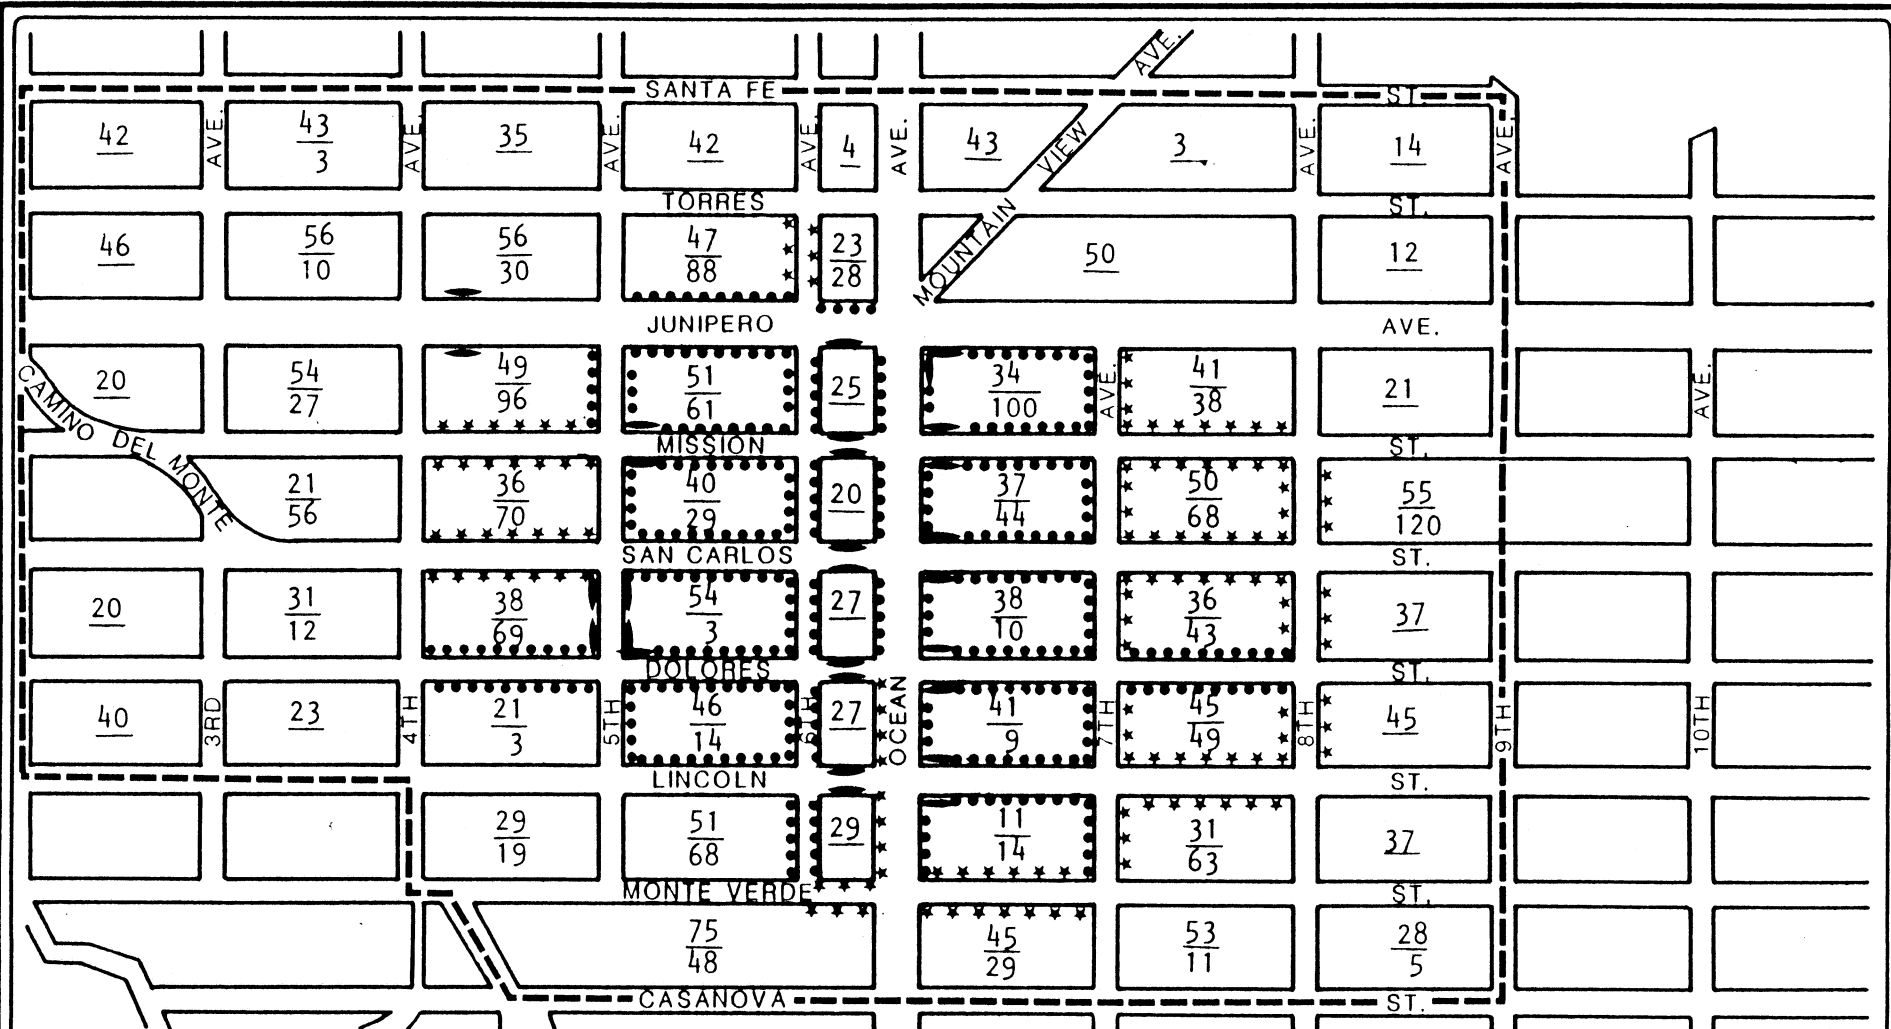 AVE.
SANTA FE ST.
42 43 35 42 4 43 3 14
3
AVE. AVE. AVE. AVE. AVE. VIEW AVE. AVE.
TORRES ST.
46 56 56 47 23 50 12
10 30 88 28
MOUNTAIN
JUNIPERO AVE.
20 54 49 51 25 34 41 21
27 96 61 100 38
AVE. AVE.
CAMINO DEL MONTE
MISSION ST.
21 36 40 20 37 50 55
56 70 29 44 68 120
SAN CARLOS ST.
20 31 38 54 27 38 36 37
12 69 3 10 43
DOLORES ST.
40 23 21 46 27 41 45 45
3 14 9 49
3RD 4TH 5TH 6TH OCEAN 7TH 8TH 9TH 10TH
LINCOLN ST.
29 51 29 11 31 37
19 68 14 63
MONTE VERDE ST.
75 45 53 28
48 29 11 5
CASANOVA ST.